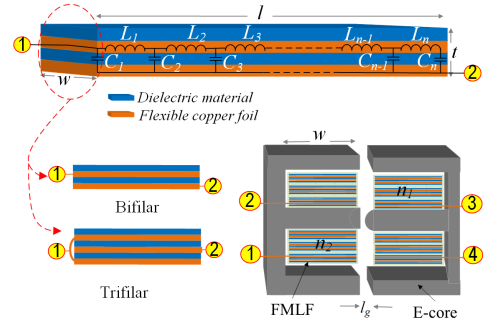 l
L₁ L₂ L₃ Lₙ₋₁ Lₙ
1
t
C₁ C₂ C₃ Cₙ₋₁ Cₙ
2
w
Dielectric material
Flexible copper foil
w
1
2
Bifilar
n₁
2
3
1
2
n₂
1
4
Trifilar
FMLF
l_g
E-core